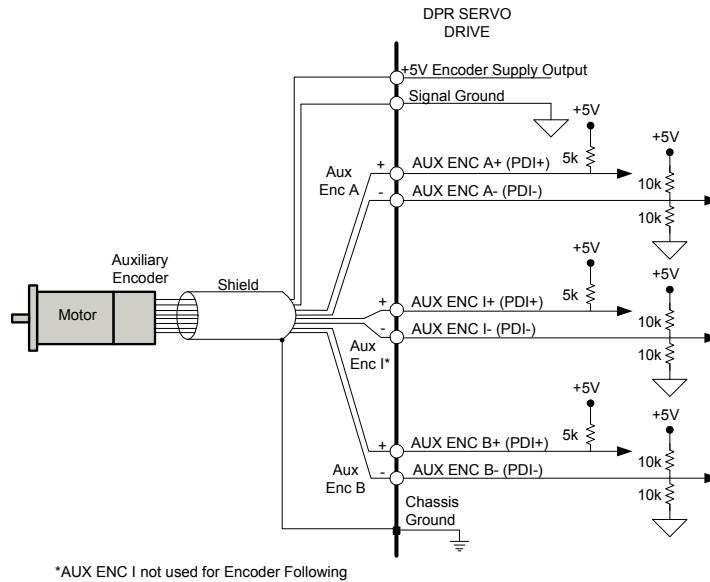 DPR SERVO
DRIVE
+5V Encoder Supply Output
Signal Ground
+5V
5k
+5V
10k
10k
Aux
Enc A
+
-
AUX ENC A+ (PDI+)
AUX ENC A- (PDI-)
Auxiliary
Encoder
Shield
Motor
+5V
5k
+5V
10k
10k
+
-
AUX ENC I+ (PDI+)
AUX ENC I- (PDI-)
Aux
Enc I*
+5V
5k
+5V
10k
10k
+
-
AUX ENC B+ (PDI+)
AUX ENC B- (PDI-)
Aux
Enc B
Chassis
Ground
*AUX ENC I not used for Encoder Following